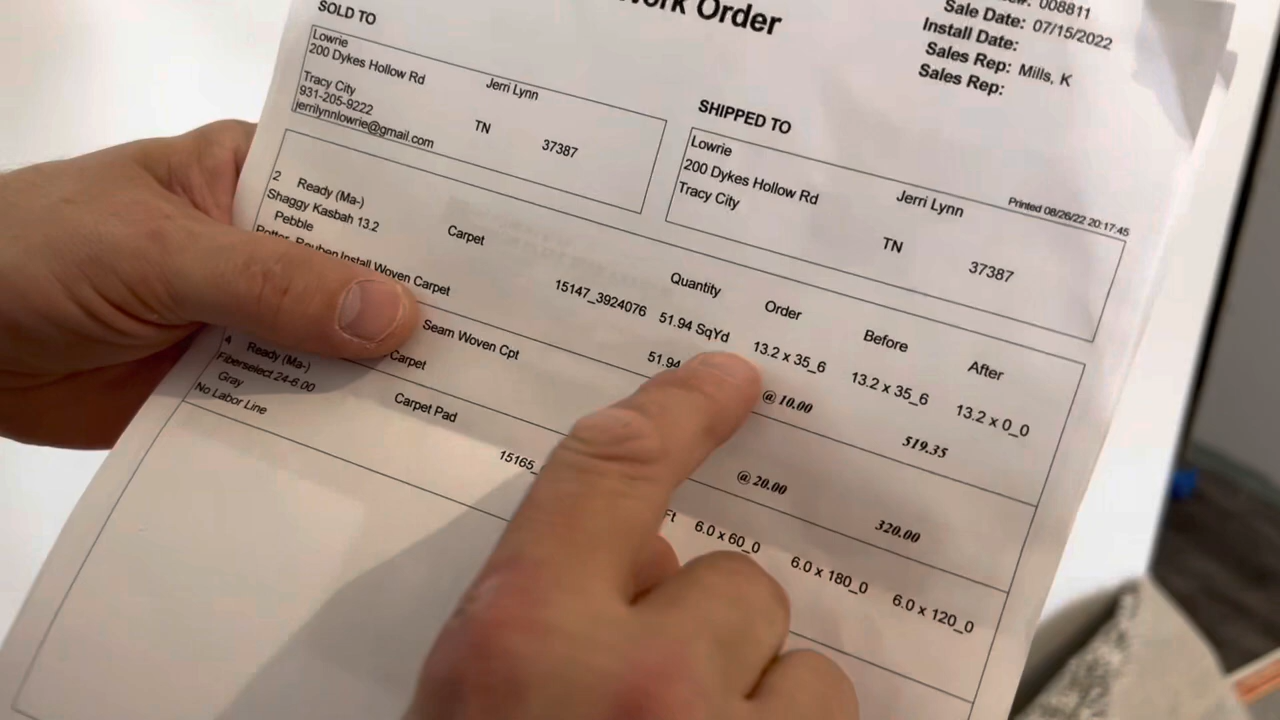 Work Order
008811
Sale Date: 07/15/2022
Install Date:
Sales Rep: Mills, K
Sales Rep:
SOLD TO
Lowrie Jerri Lynn
200 Dykes Hollow Rd
Tracy City TN 37387
931-205-9222
jerrilynnlowrie@gmail.com
SHIPPED TO
Lowrie Jerri Lynn
200 Dykes Hollow Rd
Tracy City TN 37387
Printed 08/26/22 20:17:45
Quantity Order Before After
2 Ready (Ma-) Carpet 15147_3924076 51.94 SqYd 13.2 x 35_6 13.2 x 35_6 13.2 x 0_0
Shaggy Kasbah 13.2
Pebble
Install Woven Carpet 51.94 @ 10.00 519.35
Seam Woven Cpt @ 20.00 320.00
Carpet
4 Ready (Ma-) Carpet Pad 15165_ Ft 6.0 x 60_0 6.0 x 180_0 6.0 x 120_0
Fiberselect 24-6.00
Gray
No Labor Line